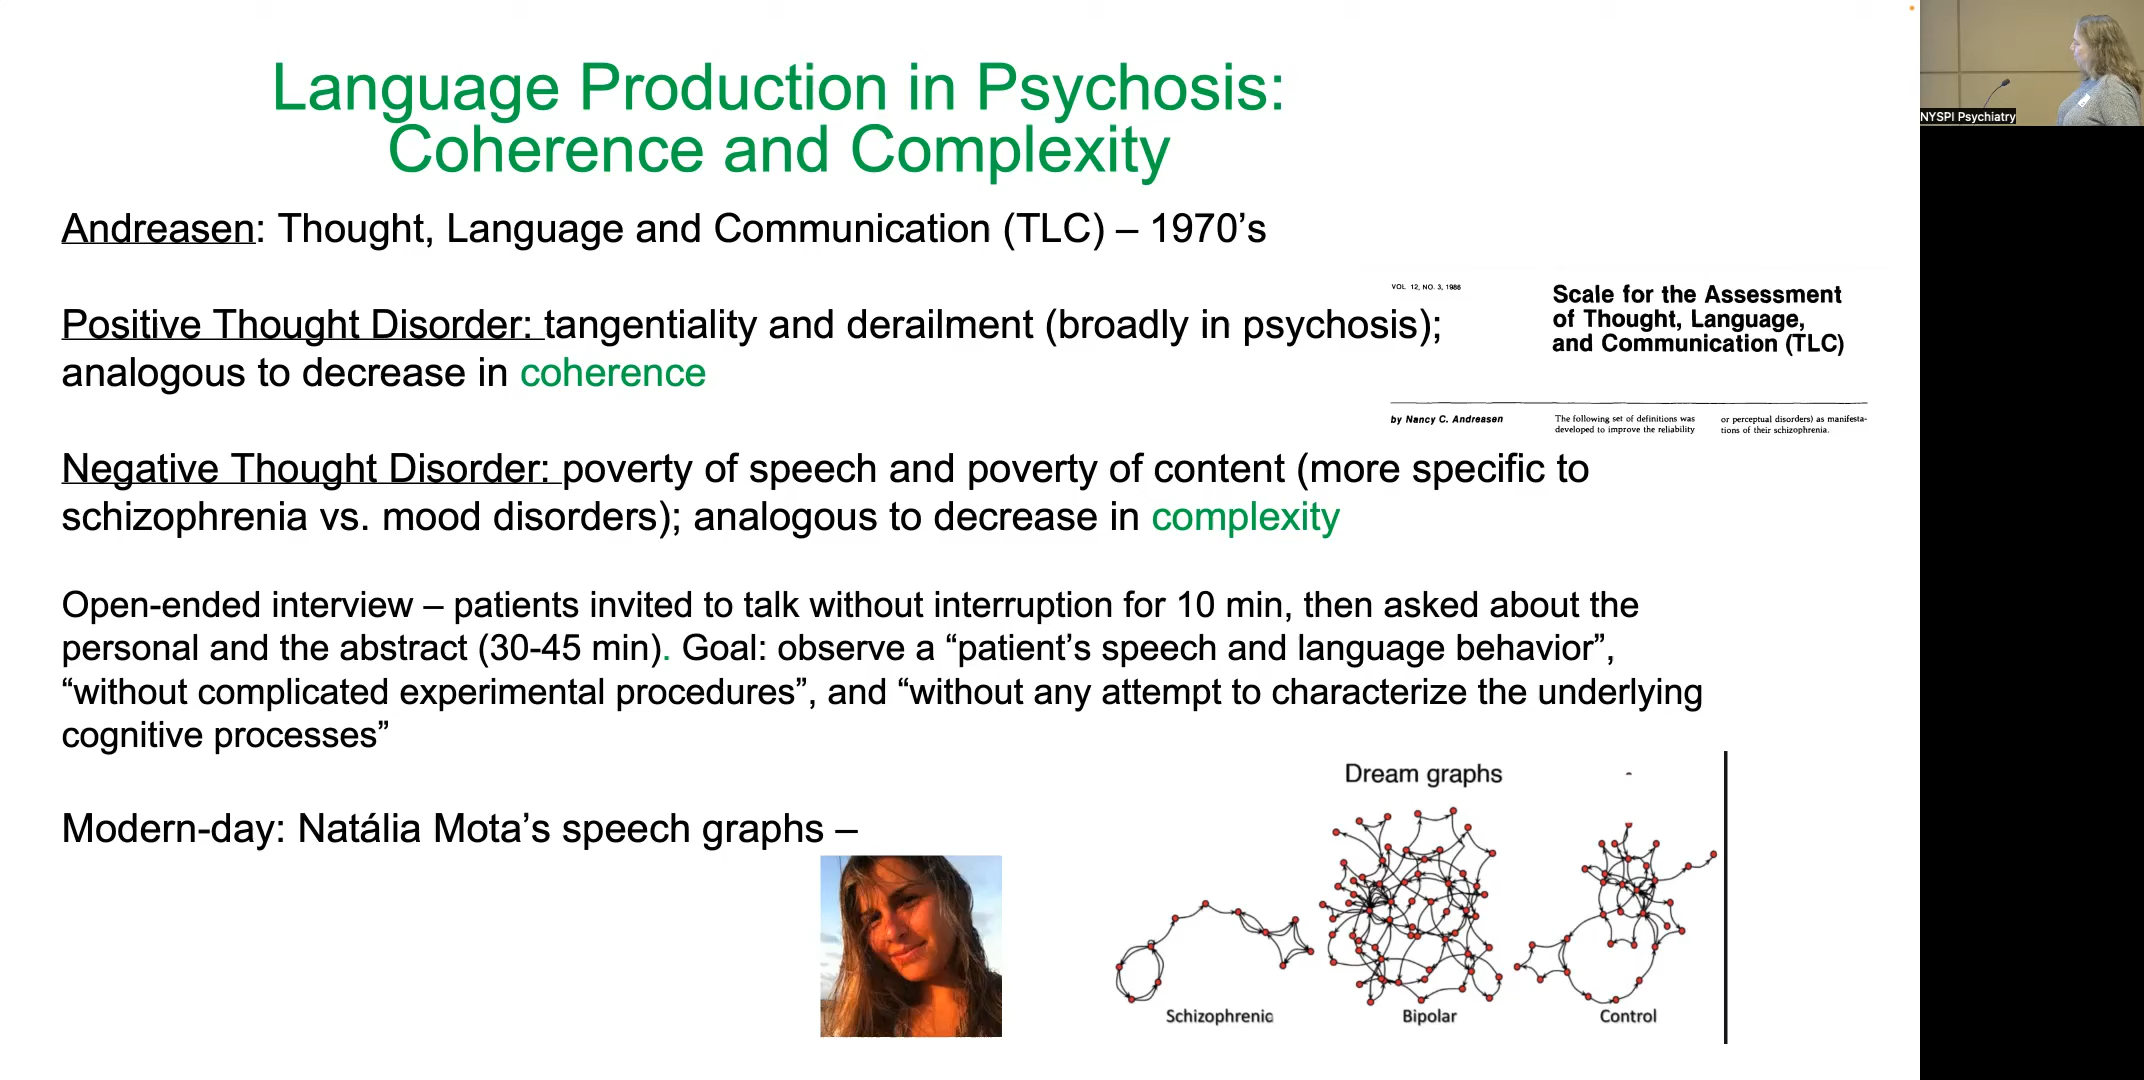 Language Production in Psychosis:
Coherence and Complexity
NYSPI Psychiatry
Andreasen: Thought, Language and Communication (TLC) – 1970’s
Positive Thought Disorder: tangentiality and derailment (broadly in psychosis);
analogous to decrease in coherence
VOL 12, NO. 3, 1986
Scale for the Assessment
of Thought, Language,
and Communication (TLC)
by Nancy C. Andreasen
The following set of definitions was
developed to improve the reliability
or perceptual disorders) as manifesta-
tions of their schizophrenia.
Negative Thought Disorder: poverty of speech and poverty of content (more specific to
schizophrenia vs. mood disorders); analogous to decrease in complexity
Open-ended interview – patients invited to talk without interruption for 10 min, then asked about the
personal and the abstract (30-45 min). Goal: observe a “patient’s speech and language behavior”,
“without complicated experimental procedures”, and “without any attempt to characterize the underlying
cognitive processes”
Modern-day: Natália Mota’s speech graphs –
Dream graphs
Schizophrenic
Bipolar
Control